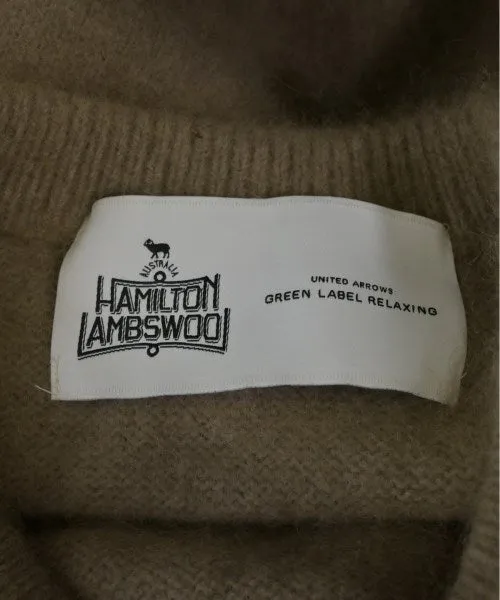 AUSTRALIA
HAMILTON
LAMBSWOOL
UNITED ARROWS
GREEN LABEL RELAXING